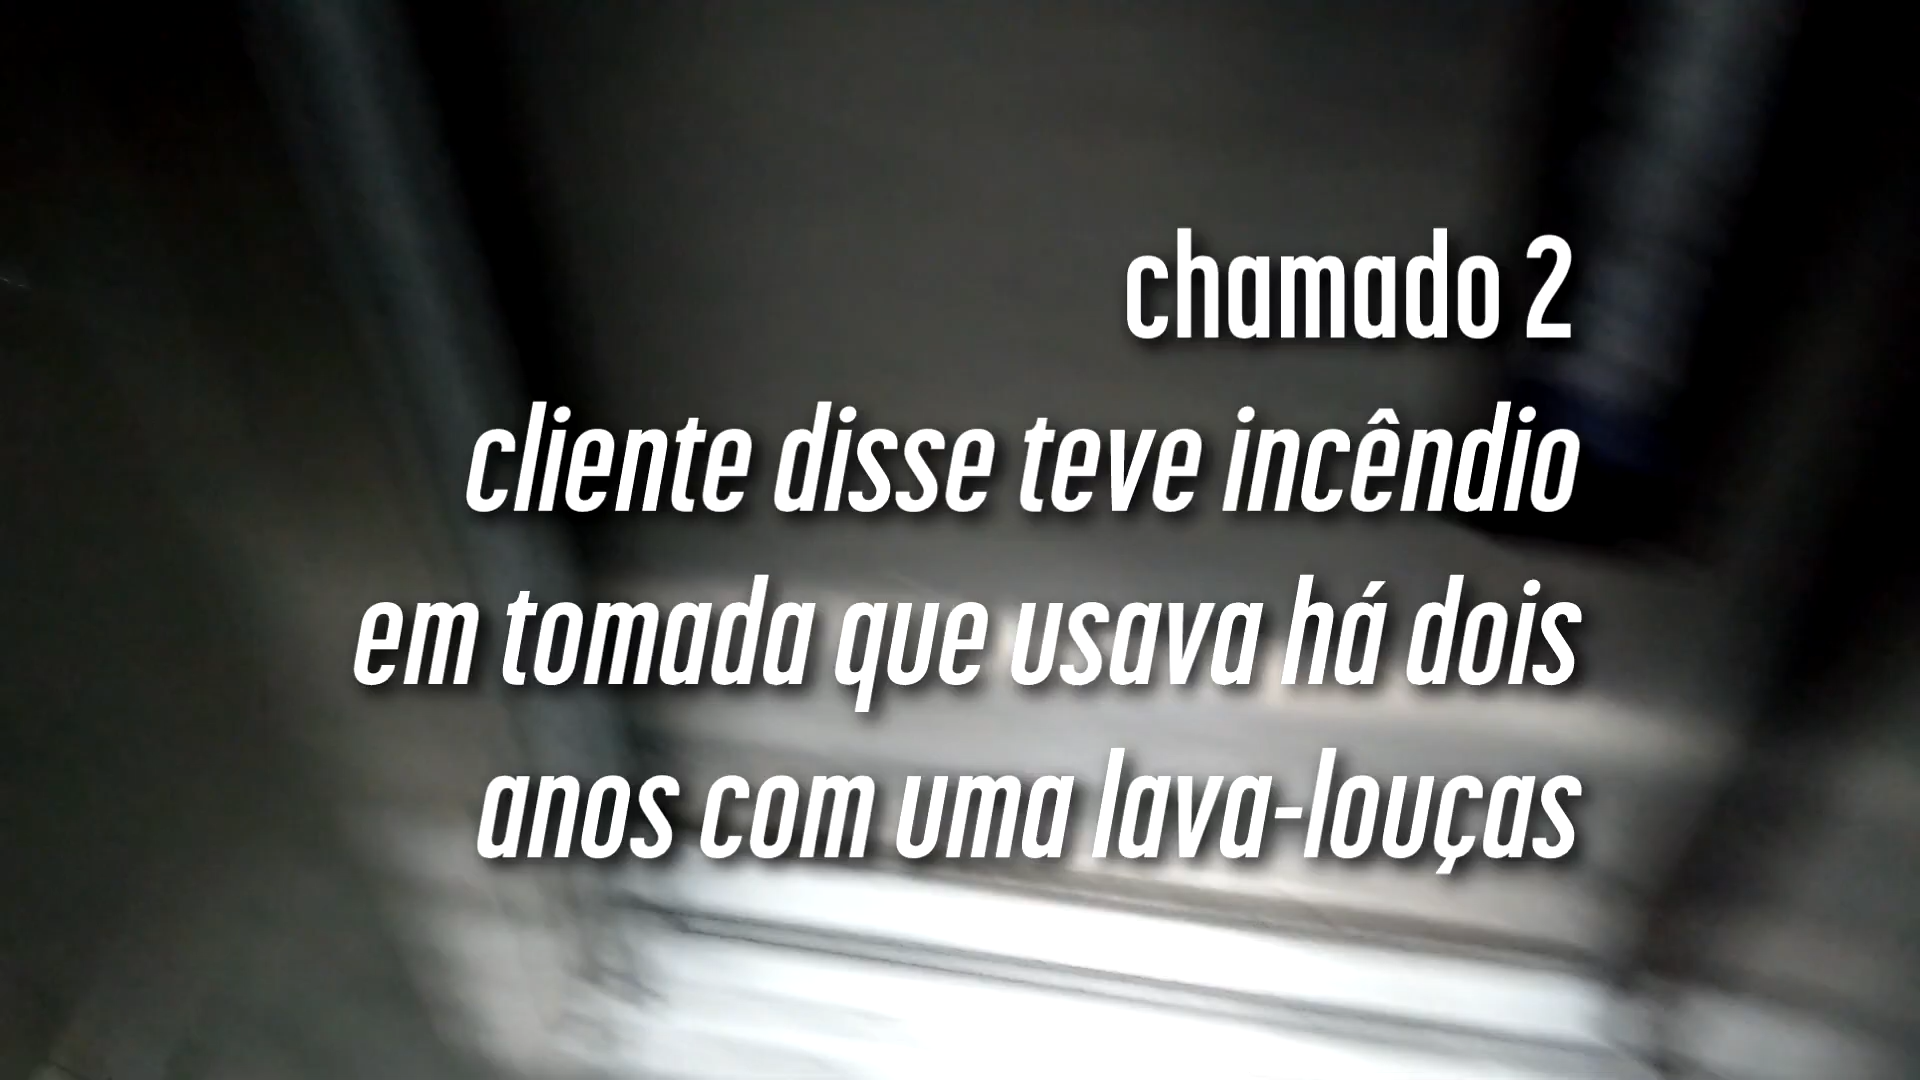 chamado 2
cliente disse teve incêndio
em tomada que usava há dois
anos com uma lava-louças